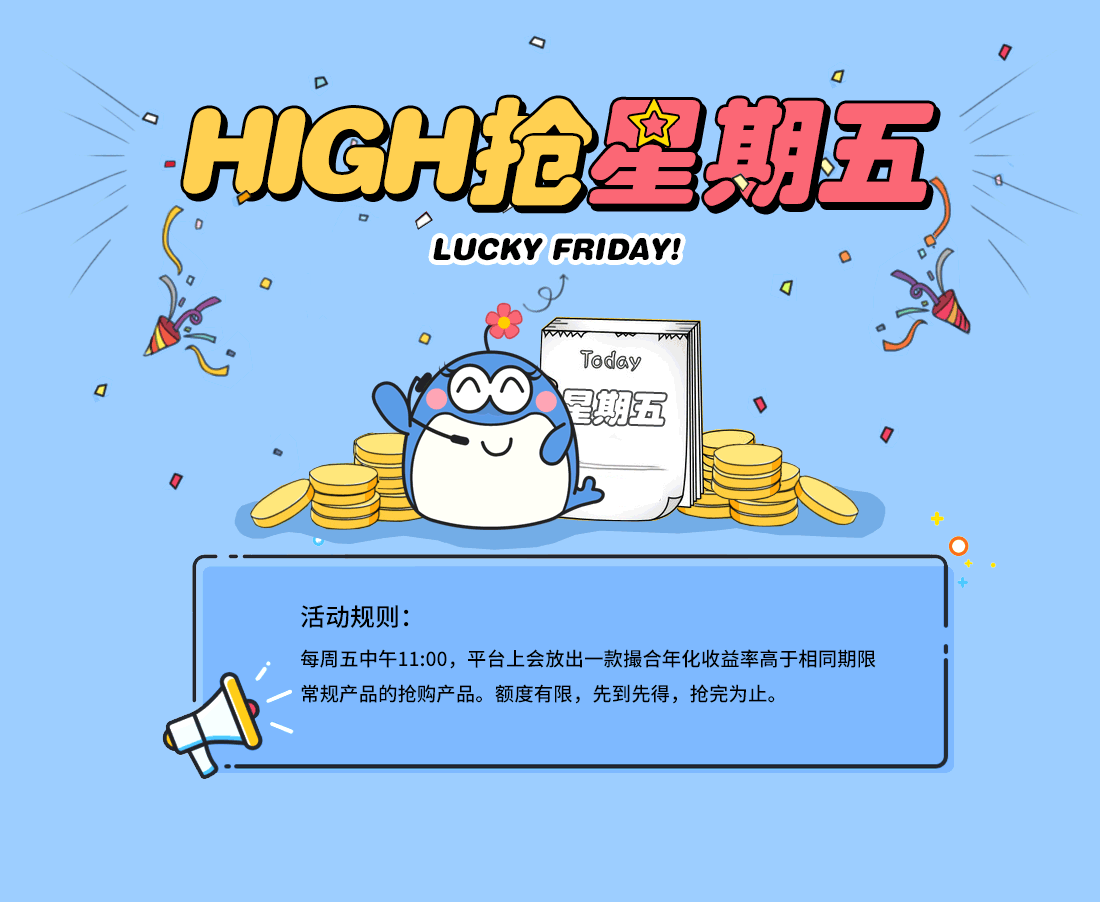 HIGH抢星期五
LUCKY FRIDAY!
Today
星期五
活动规则：
每周五中午11:00，平台上会放出一款撮合年化收益率高于相同期限
常规产品的抢购产品。额度有限，先到先得，抢完为止。